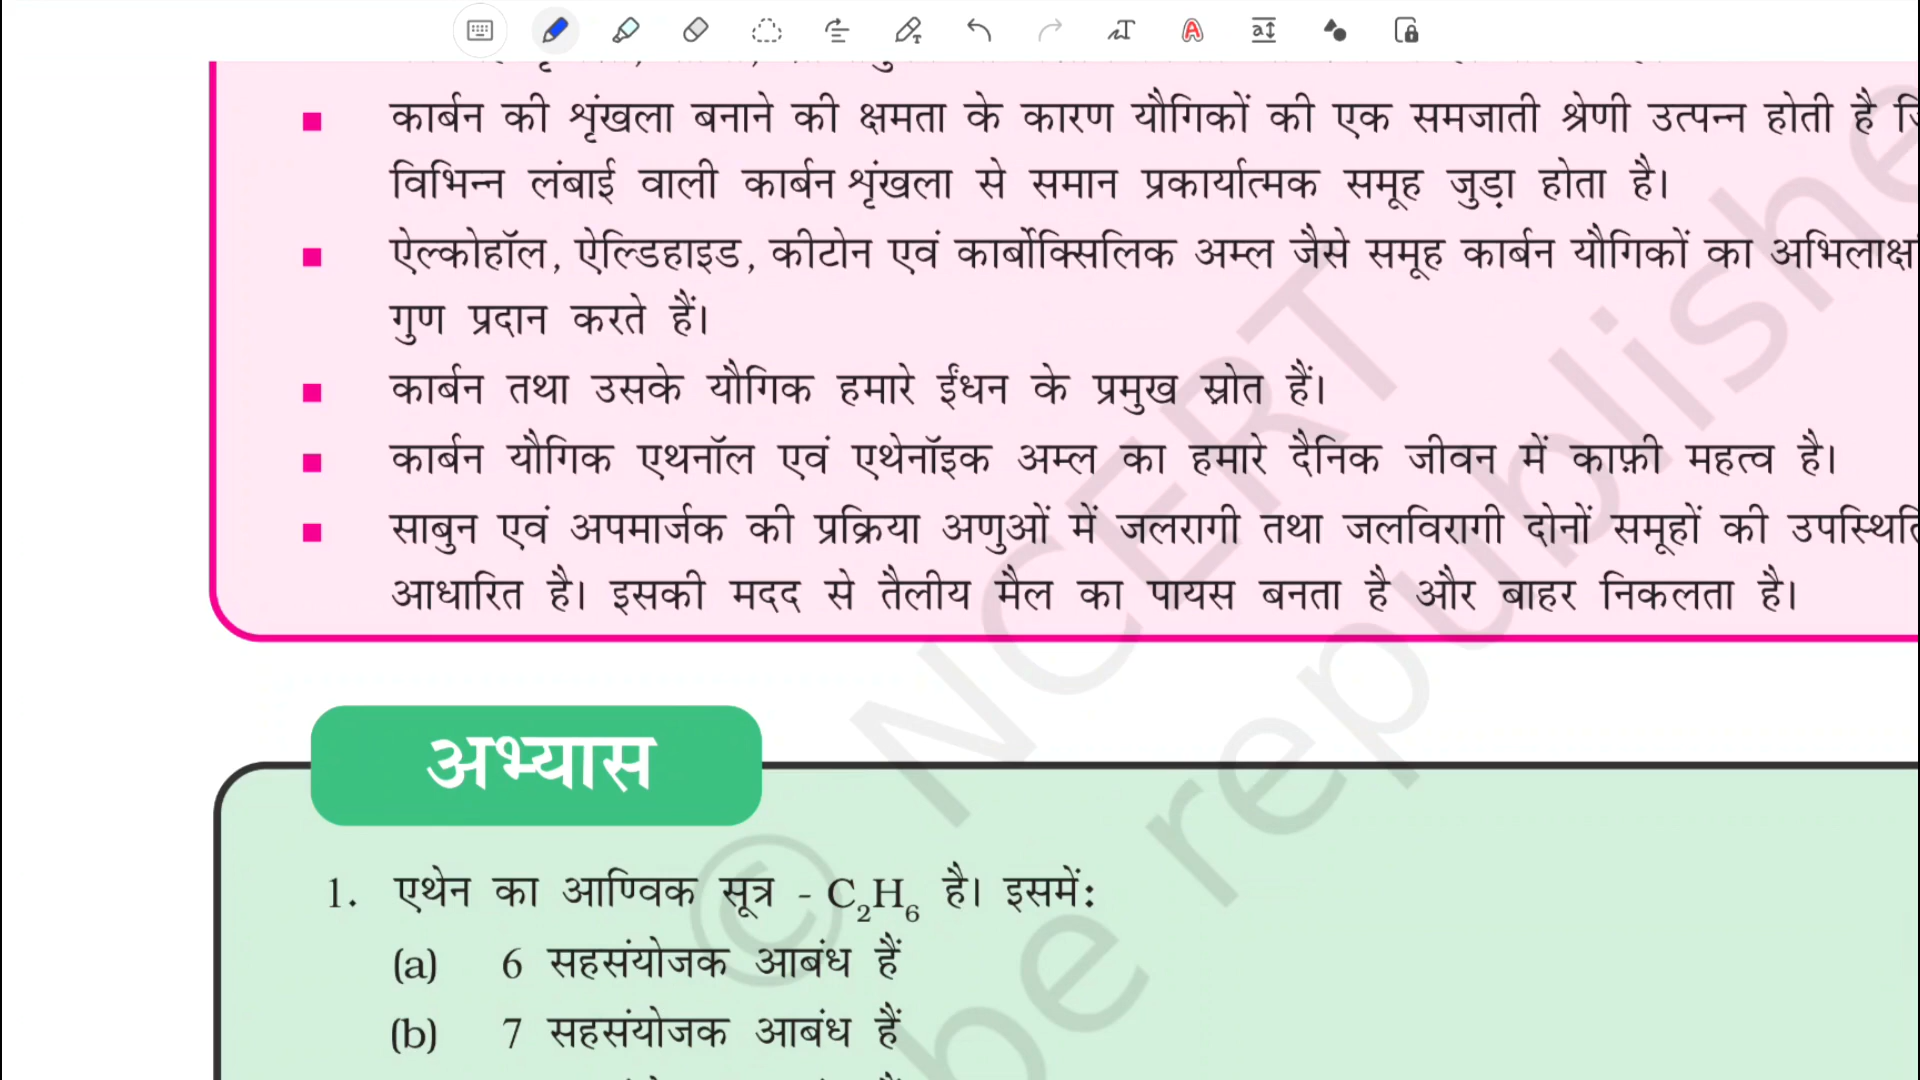 कार्बन की शृंखला बनाने की क्षमता के कारण यौगिकों की एक समजाती श्रेणी उत्पन्न होती है
विभिन्न लंबाई वाली कार्बन शृंखला से समान प्रकार्यात्मक समूह जुड़ा होता है।
ऐल्कोहॉल, ऐल्डिहाइड, कीटोन एवं कार्बोक्सिलिक अम्ल जैसे समूह कार्बन यौगिकों का
गुण प्रदान करते हैं।
कार्बन तथा उसके यौगिक हमारे ईंधन के प्रमुख स्रोत हैं।
कार्बन यौगिक एथनॉल एवं एथेनॉइक अम्ल का हमारे दैनिक जीवन में काफ़ी महत्व है।
साबुन एवं अपमार्जक की प्रक्रिया अणुओं में जलरागी तथा जलविरागी दोनों समूहों की
आधारित है। इसकी मदद से तैलीय मैल का पायस बनता है और बाहर निकलता है।
© NCERT
be republishe
अभ्यास
1. एथेन का आण्विक सूत्र - C₂H₆ है। इसमें:
(a) 6 सहसंयोजक आबंध हैं
(b) 7 सहसंयोजक आबंध हैं